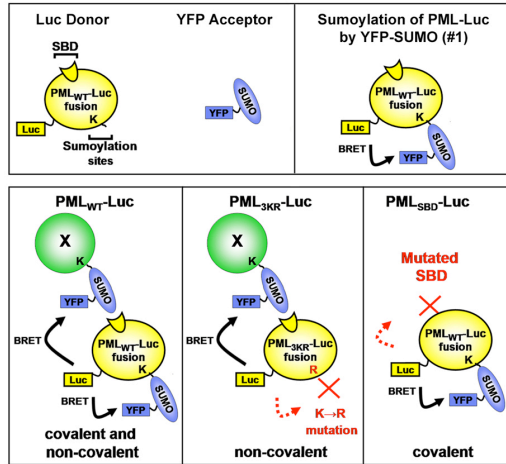 Luc Donor
SBD
PMLWT-Luc
fusion
K
Luc
Sumoylation
sites
YFP Acceptor
YFP
SUMO
Sumoylation of PML-Luc
by YFP-SUMO (#1)
PMLWT-Luc
fusion
K
Luc
BRET
YFP
SUMO
PMLWT-Luc
X
K
SUMO
YFP
BRET
PMLWT-Luc
fusion
K
Luc
BRET
YFP
SUMO
covalent and
non-covalent
PML3KR-Luc
X
K
SUMO
YFP
BRET
PML3KR-Luc
fusion
R
Luc
K→R
mutation
non-covalent
PMLSBD-Luc
Mutated
SBD
PMLWT-Luc
fusion
K
Luc
BRET
YFP
SUMO
covalent